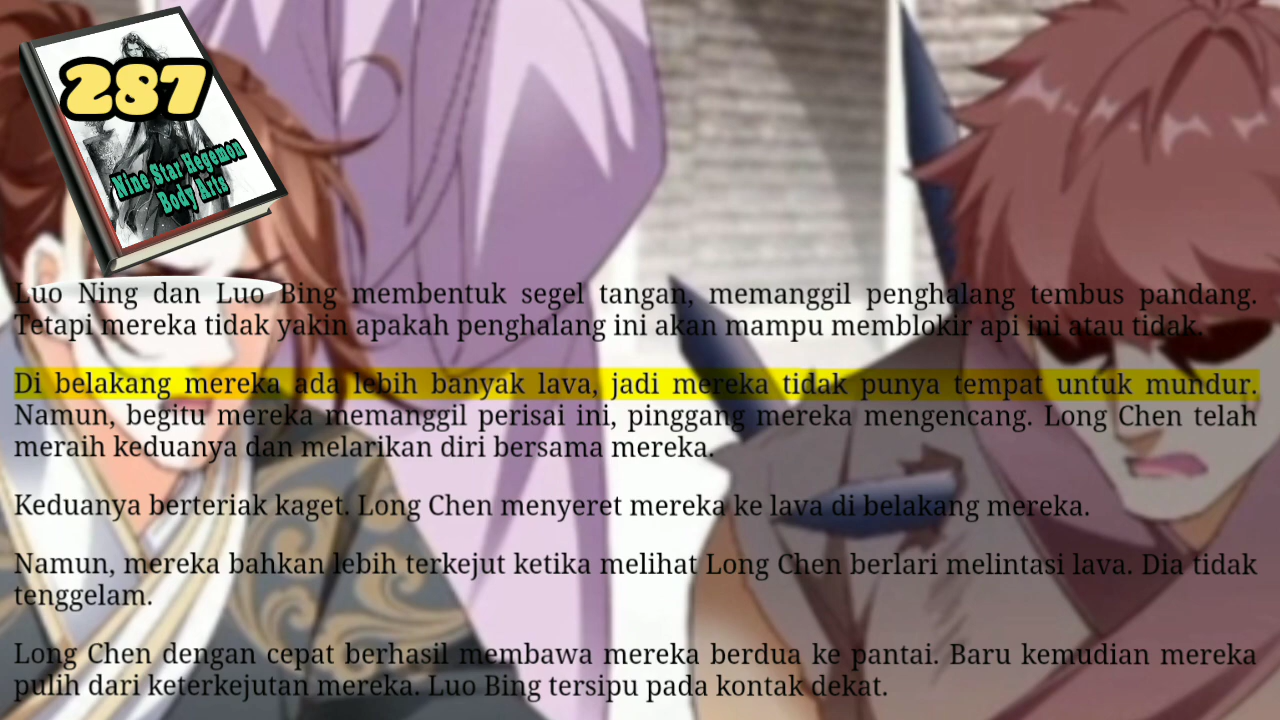 287
Nine Star Hegemon
Body Arts
Luo Ning dan Luo Bing membentuk segel tangan, memanggil penghalang tembus pandang.
Tetapi mereka tidak yakin apakah penghalang ini akan mampu memblokir api ini atau tidak.
Di belakang mereka ada lebih banyak lava, jadi mereka tidak punya tempat untuk mundur.
Namun, begitu mereka memanggil perisai ini, pinggang mereka mengencang. Long Chen telah
meraih keduanya dan melarikan diri bersama mereka.
Keduanya berteriak kaget. Long Chen menyeret mereka ke lava di belakang mereka.
Namun, mereka bahkan lebih terkejut ketika melihat Long Chen berlari melintasi lava. Dia tidak
tenggelam.
Long Chen dengan cepat berhasil membawa mereka berdua ke pantai. Baru kemudian mereka
pulih dari keterkejutan mereka. Luo Bing tersipu pada kontak dekat.